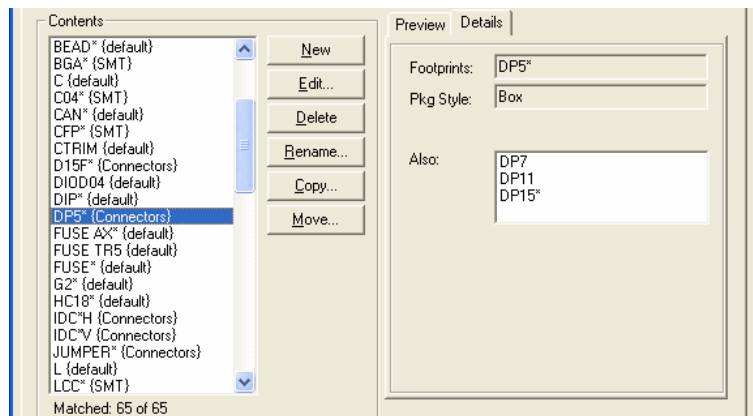 Contents
BEAD* {default}
BGA* {SMT}
C {default}
C04* {SMT}
CAN* {default}
CFP* {SMT}
CTRIM {default}
D15F* {Connectors}
DIOD04 {default}
DIP* {default}
DP5* {Connectors}
FUSE AX* {default}
FUSE TR5 {default}
FUSE* {default}
G2* {default}
HC18* {default}
IDC*H {Connectors}
IDC*V {Connectors}
JUMPER* {Connectors}
L {default}
LCC* {SMT}
Matched: 65 of 65
New
Edit...
Delete
Rename...
Copy...
Move...
Preview Details
Footprints: DP5*
Pkg Style: Box
Also: DP7
DP11
DP15*